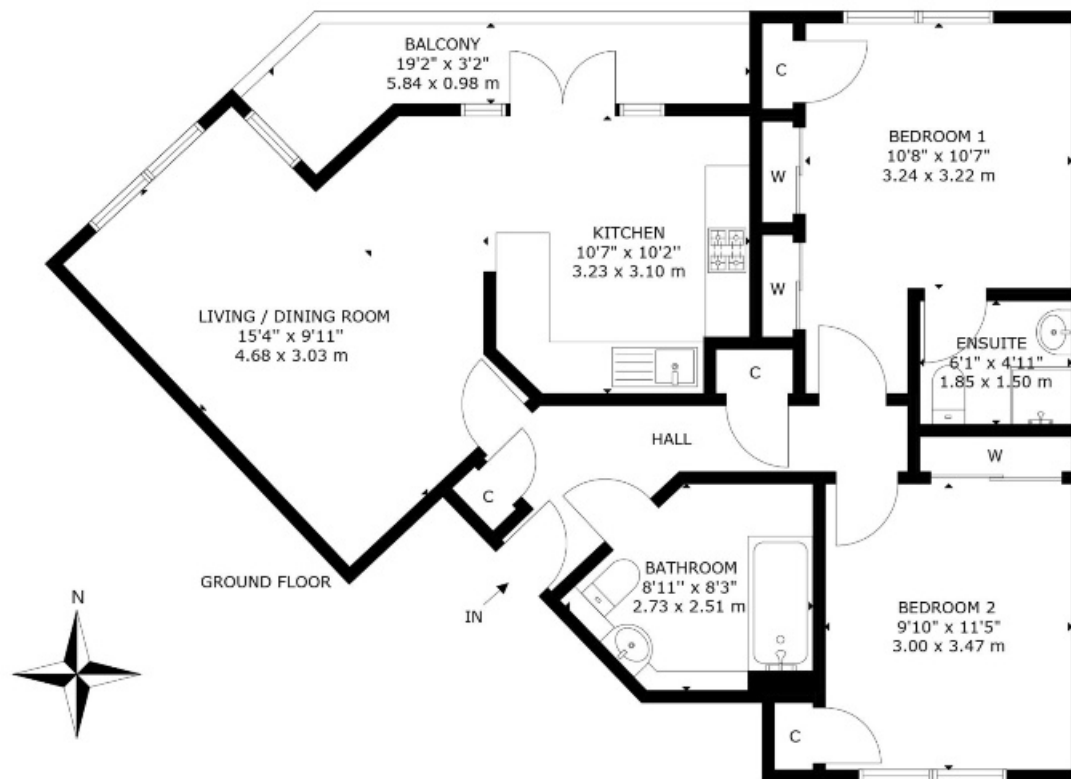 BALCONY
19'2" x 3'2"
5.84 x 0.98 m
C
BEDROOM 1
10'8" x 10'7"
3.24 x 3.22 m
W
KITCHEN
10'7" x 10'2"
3.23 x 3.10 m
W
LIVING / DINING ROOM
15'4" x 9'11"
4.68 x 3.03 m
ENSUITE
6'1" x 4'11"
1.85 x 1.50 m
C
HALL
W
C
BATHROOM
8'11" x 8'3"
2.73 x 2.51 m
GROUND FLOOR
IN
N
BEDROOM 2
9'10" x 11'5"
3.00 x 3.47 m
C